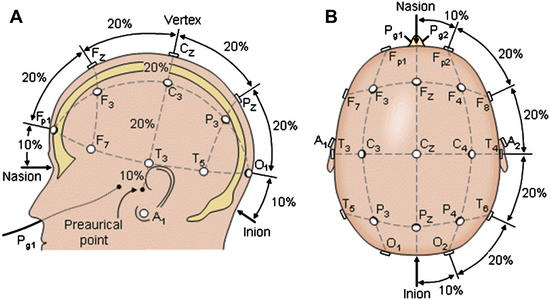 A
20%
Vertex
20%
Fz
Cz
20%
20%
20%
Fp1
F3
C3
Pz
20%
10%
20%
P3
F7
T3
T5
O1
Nasion
10%
10%
Preaurical
point
A1
Inion
Pg1
B
Nasion
10%
Pg1
Pg2
Fp1
Fp2
20%
F7
F3
Fz
F4
F8
20%
A1
T3
C3
Cz
C4
T4
A2
20%
T5
P3
Pz
P4
T6
O1
O2
20%
Inion
10%